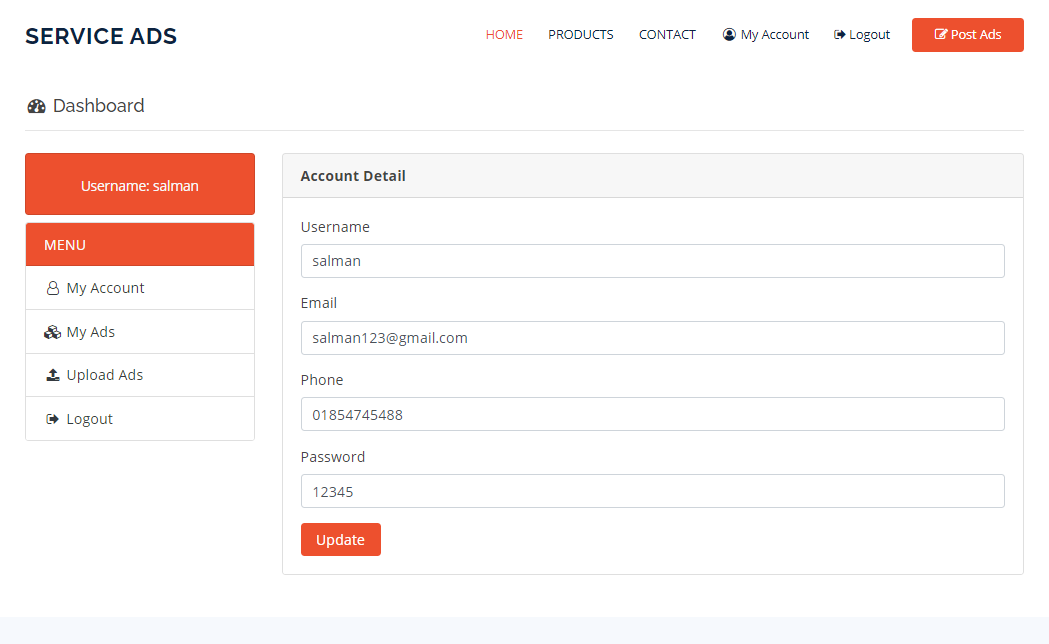 SERVICE ADS
HOME PRODUCTS CONTACT My Account Logout Post Ads
Dashboard
Username: salman
MENU
My Account
My Ads
Upload Ads
Logout
Account Detail
Username
salman
Email
salman123@gmail.com
Phone
01854745488
Password
12345
Update